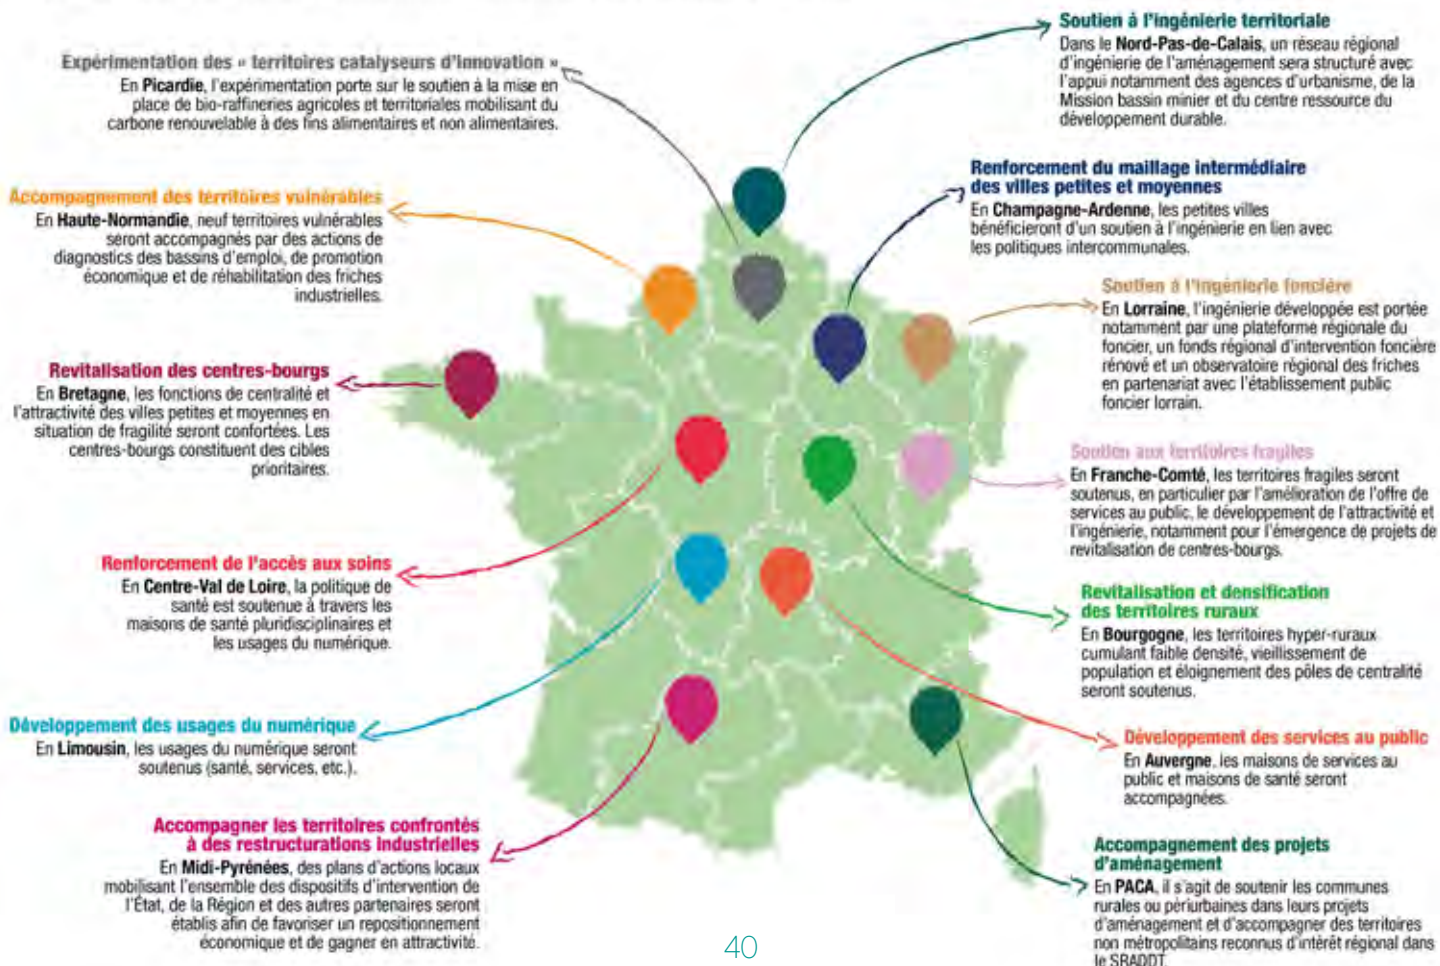 Expérimentation des « territoires catalyseurs d'innovation »
En Picardie, l'expérimentation porte sur le soutien à la mise en
place de bio-raffineries agricoles et territoriales mobilisant du
carbone renouvelable à des fins alimentaires et non alimentaires.
Accompagnement des territoires vulnérables
En Haute-Normandie, neuf territoires vulnérables
seront accompagnés par des actions de
diagnostics des bassins d'emploi, de promotion
économique et de réhabilitation des friches
industrielles.
Revitalisation des centres-bourgs
En Bretagne, les fonctions de centralité et
l'attractivité des villes petites et moyennes en
situation de fragilité seront confortées. Les
centres-bourgs constituent des cibles
prioritaires.
Renforcement de l'accès aux soins
En Centre-Val de Loire, la politique de
santé est soutenue à travers les
maisons de santé pluridisciplinaires et
les usages du numérique.
Développement des usages du numérique
En Limousin, les usages du numérique seront
soutenus (santé, services, etc.).
Accompagner les territoires confrontés
à des restructurations industrielles
En Midi-Pyrénées, des plans d'actions locaux
mobilisant l'ensemble des dispositifs d'intervention de
l'État, de la Région et des autres partenaires seront
établis afin de favoriser un repositionnement
économique et de gagner en attractivité.
Soutien à l'ingénierie territoriale
Dans le Nord-Pas-de-Calais, un réseau régional
d'ingénierie de l'aménagement sera structuré avec
l'appui notamment des agences d'urbanisme, de la
Mission bassin minier et du centre ressource du
développement durable.
Renforcement du maillage intermédiaire
des villes petites et moyennes
En Champagne-Ardenne, les petites villes
bénéficieront d'un soutien à l'ingénierie en lien avec
les politiques intercommunales.
Soutien à l'ingénierie foncière
En Lorraine, l'ingénierie développée est portée
notamment par une plateforme régionale du
foncier, un fonds régional d'intervention foncière
rénové et un observatoire régional des friches
en partenariat avec l'établissement public
foncier lorrain.
Soutien aux territoires fragiles
En Franche-Comté, les territoires fragiles seront
soutenus, en particulier par l'amélioration de l'offre de
services au public, le développement de l'attractivité et
l'ingénierie, notamment pour l'émergence de projets de
revitalisation de centres-bourgs.
Revitalisation et densification
des territoires ruraux
En Bourgogne, les territoires hyper-ruraux
cumulant faible densité, vieillissement de
population et éloignement des pôles de centralité
seront soutenus.
Développement des services au public
En Auvergne, les maisons de services au
public et maisons de santé seront
accompagnées.
Accompagnement des projets
d'aménagement
En PACA, il s'agit de soutenir les communes
rurales ou périurbaines dans leurs projets
d'aménagement et d'accompagner des territoires
non métropolitains reconnus d'intérêt régional dans
le SRADDT.
40